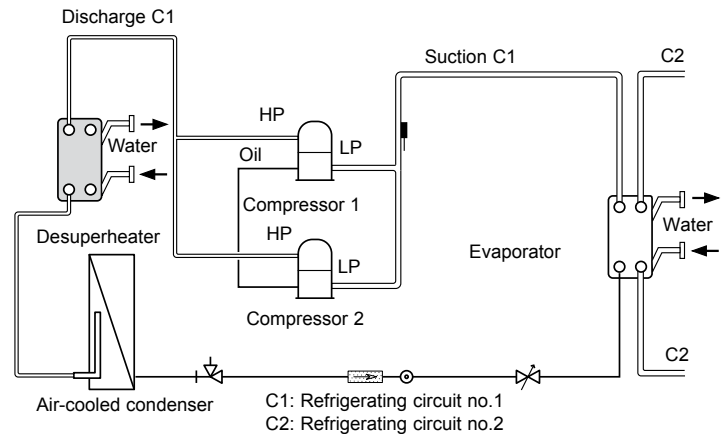 Discharge C1
Suction C1
C2
HP
LP
Oil
Water
Compressor 1
Desuperheater
HP
LP
Evaporator
Water
Compressor 2
C2
Air-cooled condenser
C1: Refrigerating circuit no.1
C2: Refrigerating circuit no.2